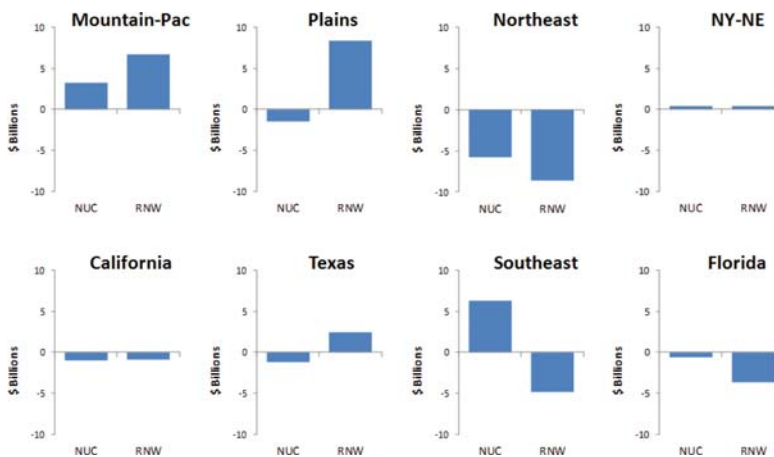 Mountain-Pac
10
5
0
-5
-10
$ Billions
NUC RNW
Plains
10
5
0
-5
-10
$ Billions
NUC RNW
Northeast
10
5
0
-5
-10
$ Billions
NUC RNW
NY-NE
10
5
0
-5
-10
$ Billions
NUC RNW
California
10
5
0
-5
-10
$ Billions
NUC RNW
Texas
10
5
0
-5
-10
$ Billions
NUC RNW
Southeast
10
5
0
-5
-10
$ Billions
NUC RNW
Florida
10
5
0
-5
-10
$ Billions
NUC RNW